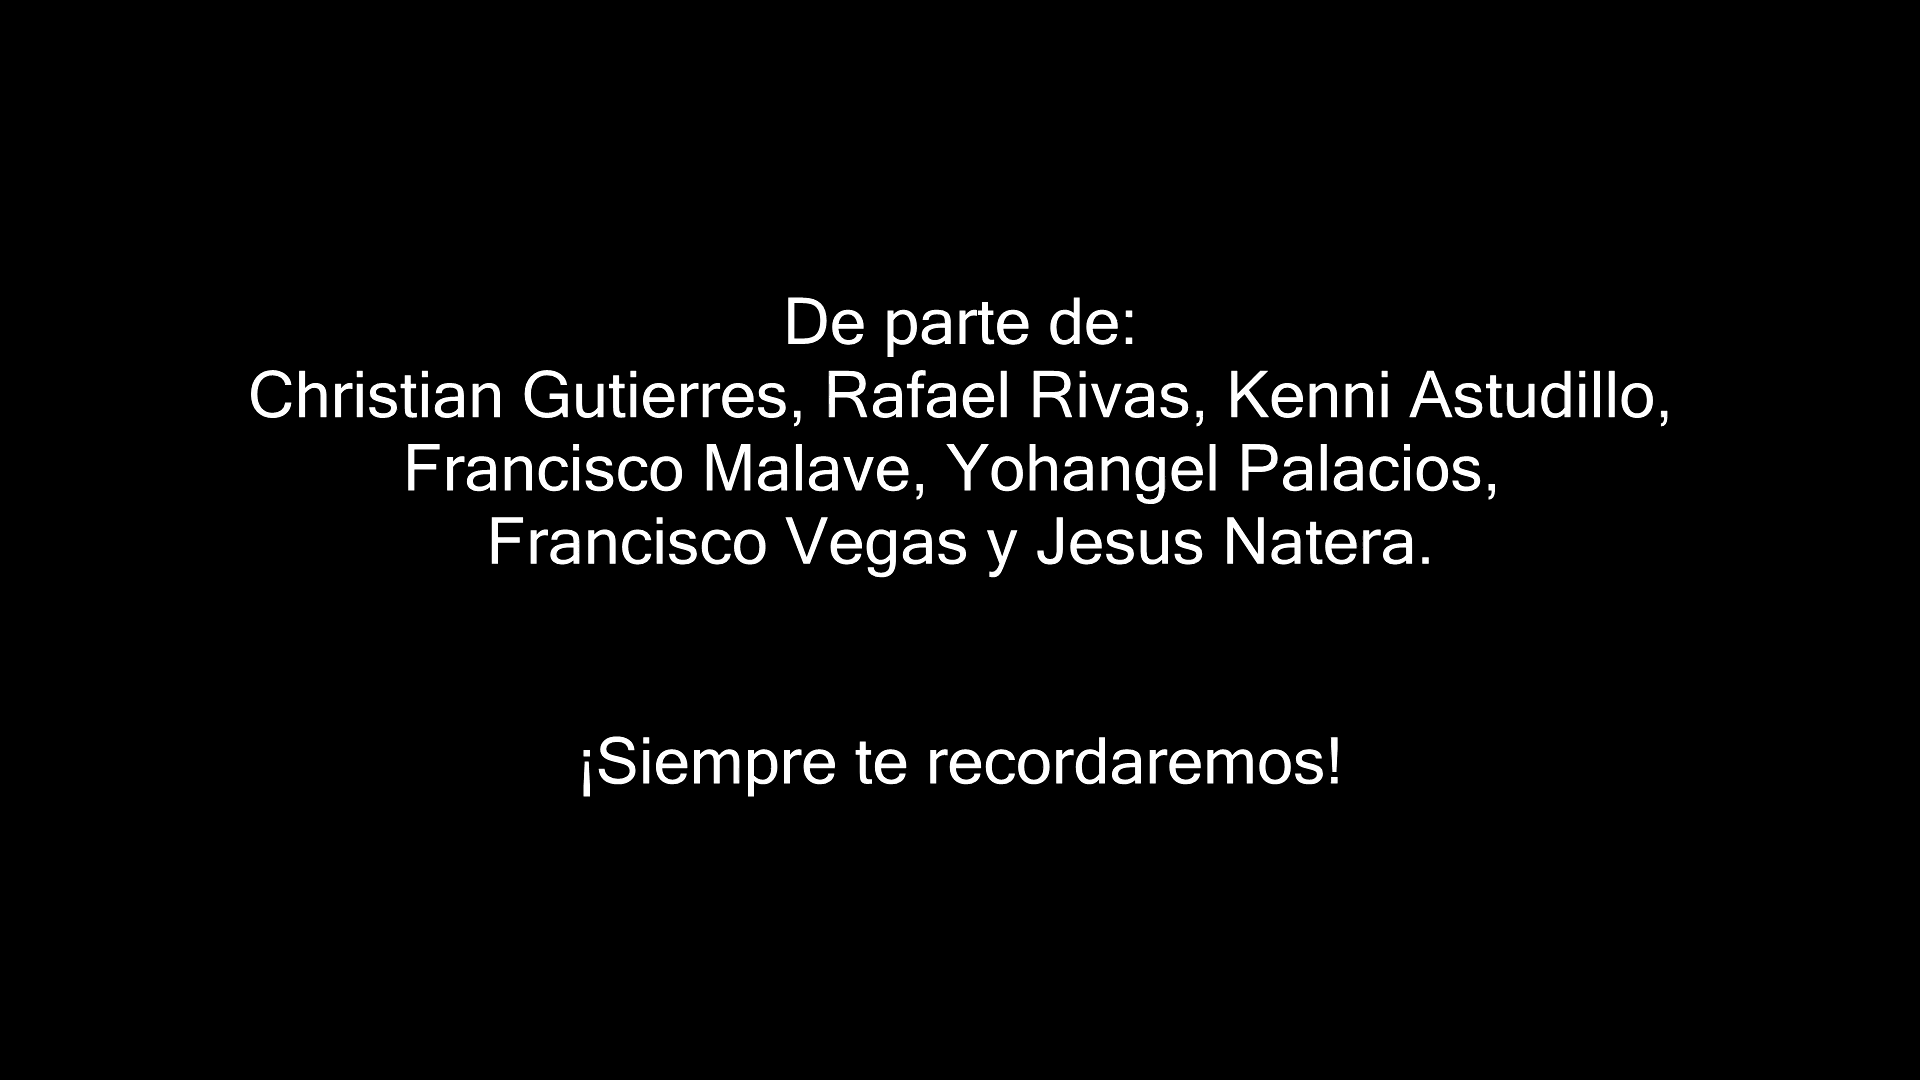 De parte de:
Christian Gutierres, Rafael Rivas, Kenni Astudillo,
Francisco Malave, Yohangel Palacios,
Francisco Vegas y Jesus Natera.
¡Siempre te recordaremos!